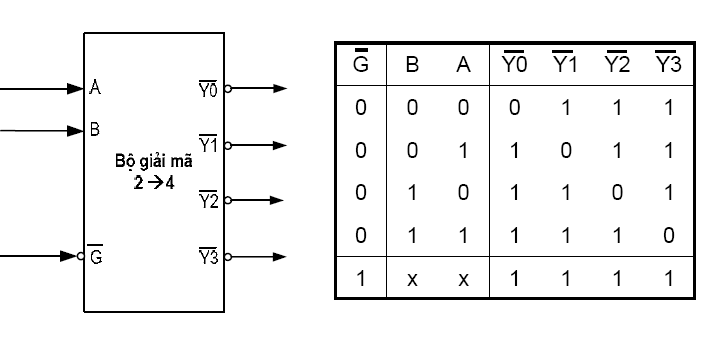 A
B
G̅
Bộ giải mã
2→4
Y̅0̅
Y̅1̅
Y̅2̅
Y̅3̅
G̅ B A Y̅0̅ Y̅1̅ Y̅2̅ Y̅3̅
0 0 0 0 1 1 1
0 0 1 1 0 1 1
0 1 0 1 1 0 1
0 1 1 1 1 1 0
1 x x 1 1 1 1